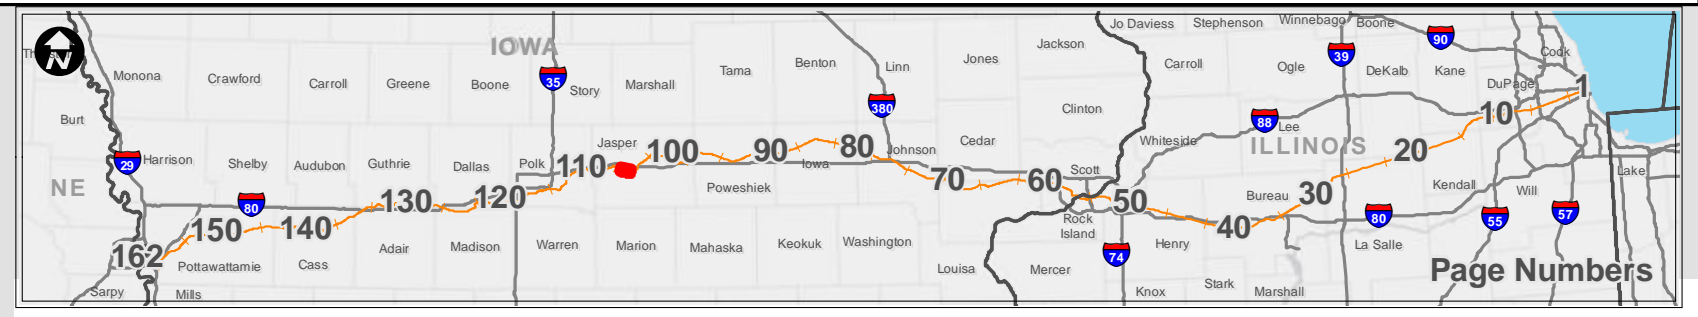 Jo Daviess
Stephenson
Winnebago
Boone
IOWA
Jackson
90
39
Cook
Monona
Crawford
Carroll
Greene
Boone
35
Story
Marshall
Tama
Benton
Linn
Jones
Carroll
Ogle
DeKalb
Kane
DuPage
1
N
Burt
380
Clinton
88
Lee
10
Whiteside
ILLINOIS
20
29
Harrison
Shelby
Audubon
Guthrie
Dallas
Polk
110
Jasper
100
90
Iowa
80
Johnson
Cedar
Scott
Lake
NE
80
130
120
Poweshiek
70
60
50
Bureau
30
Kendall
Will
162
150
140
Rock
Island
40
80
55
57
Pottawattamie
Cass
Adair
Madison
Warren
Marion
Mahaska
Keokuk
Washington
Louisa
Mercer
74
Henry
La Salle
Sarpy
Mills
Knox
Stark
Marshall
Page Numbers